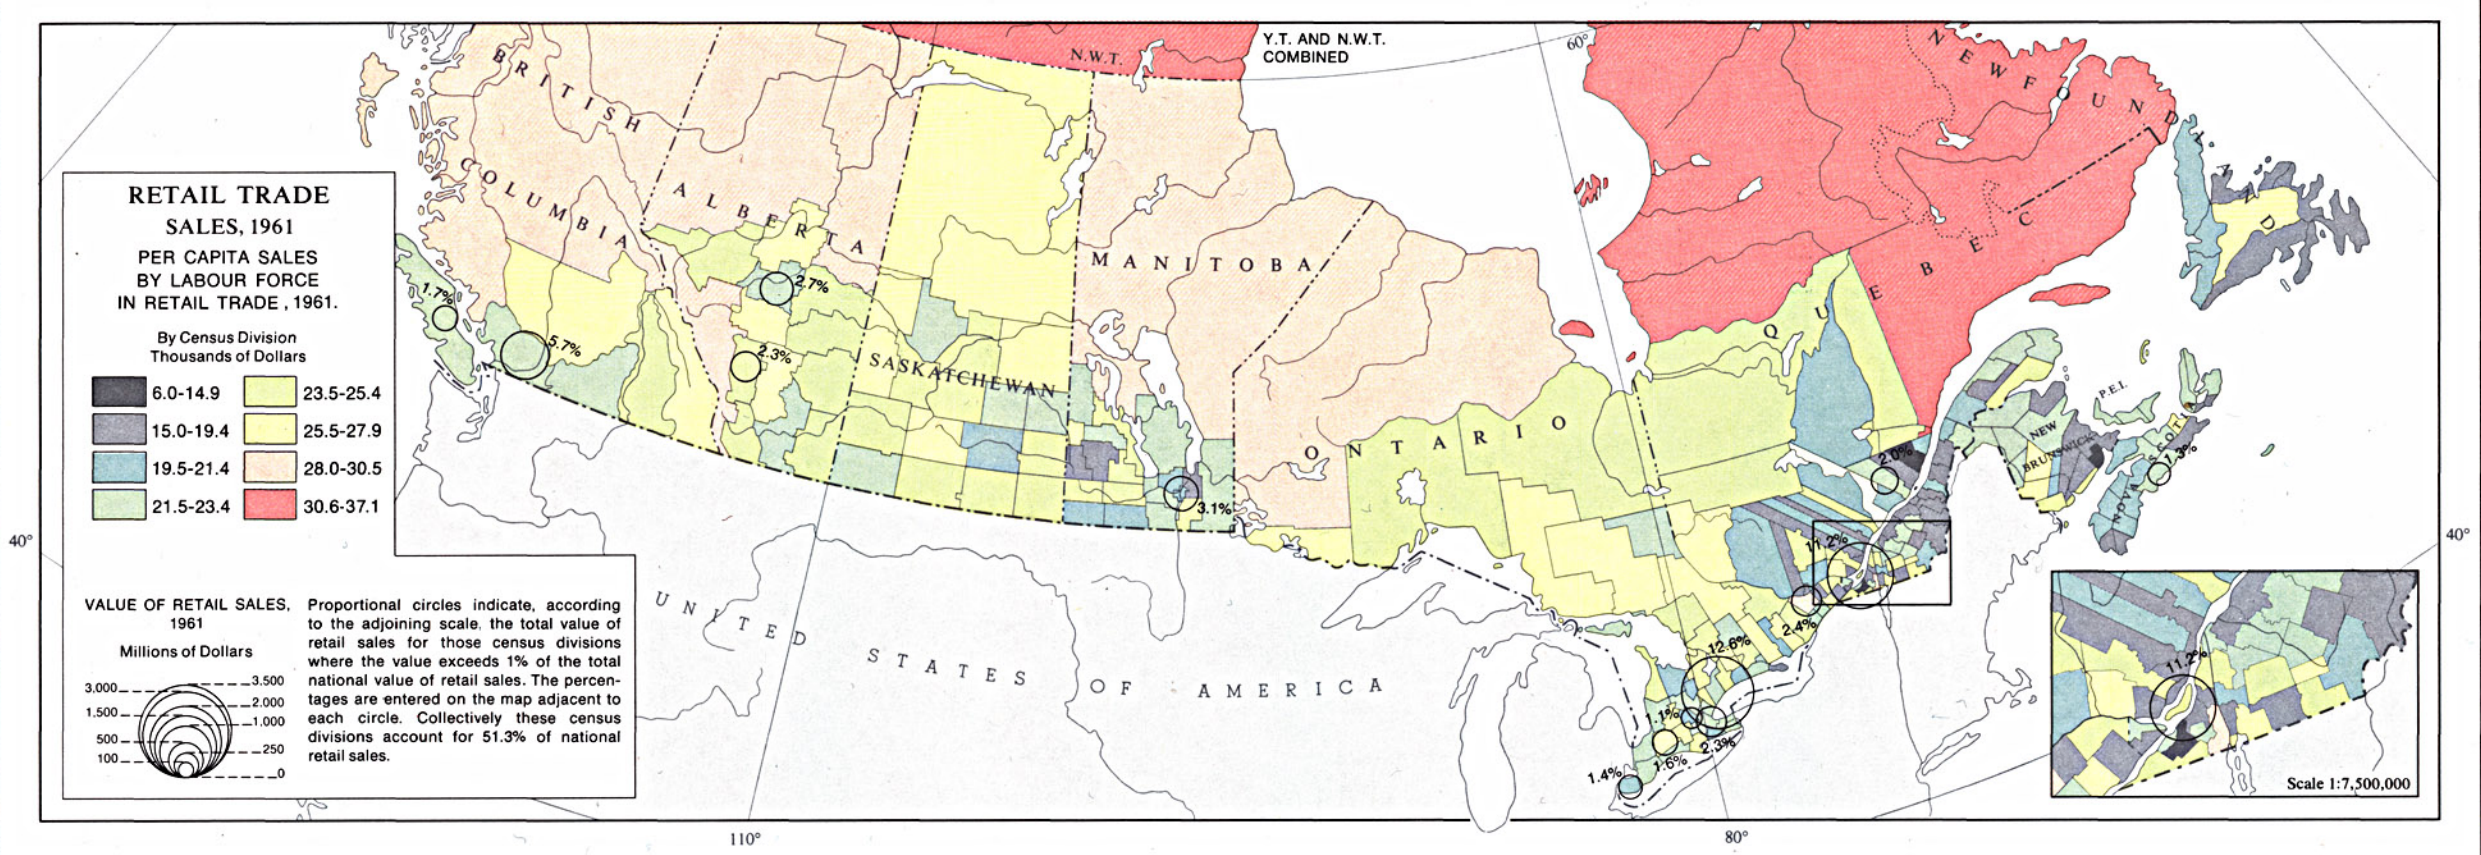 RETAIL TRADE
SALES, 1961
PER CAPITA SALES
BY LABOUR FORCE
IN RETAIL TRADE, 1961.
By Census Division
Thousands of Dollars
6.0-14.9
23.5-25.4
15.0-19.4
25.5-27.9
19.5-21.4
28.0-30.5
21.5-23.4
30.6-37.1
VALUE OF RETAIL SALES,
1961
Millions of Dollars
3.500
3.000
2.000
1.500
1.000
500
250
100
0
Proportional circles indicate, according
to the adjoining scale, the total value of
retail sales for those census divisions
where the value exceeds 1% of the total
national value of retail sales. The percen-
tages are entered on the map adjacent to
each circle. Collectively these census
divisions account for 51.3% of national
retail sales.
Y.T. AND N.W.T.
COMBINED
N.W.T.
60°
BRITISH
COLUMBIA
ALBERTA
SASKATCHEWAN
MANITOBA
ONTARIO
QUEBEC
NEWFOUNDLAND
P.E.I.
NEW
BRUNSWICK
NOVA SCOTIA
UNITED STATES OF AMERICA
1.7%
5.7%
2.7%
2.3%
3.1%
2.0%
1.3%
11.2%
2.4%
12.6%
1.1%
2.3%
1.6%
1.4%
11.2%
Scale 1:7,500,000
40°
40°
110°
80°